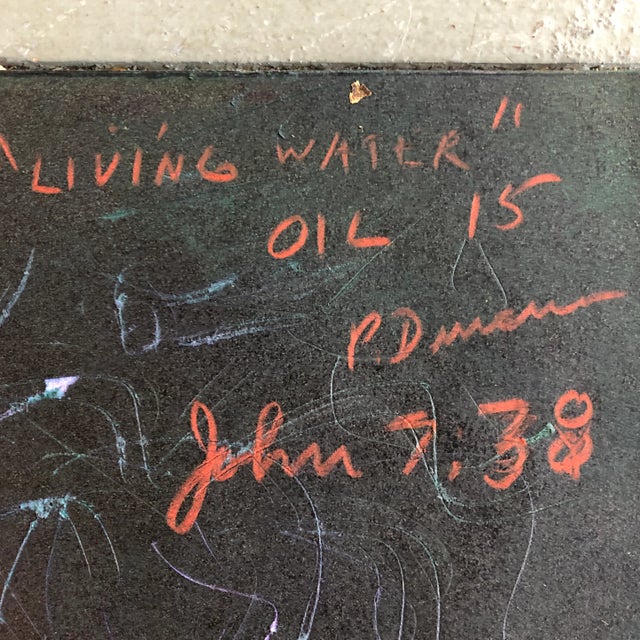 "LIVING WATER"
OIL 15
P.D
John 7:38